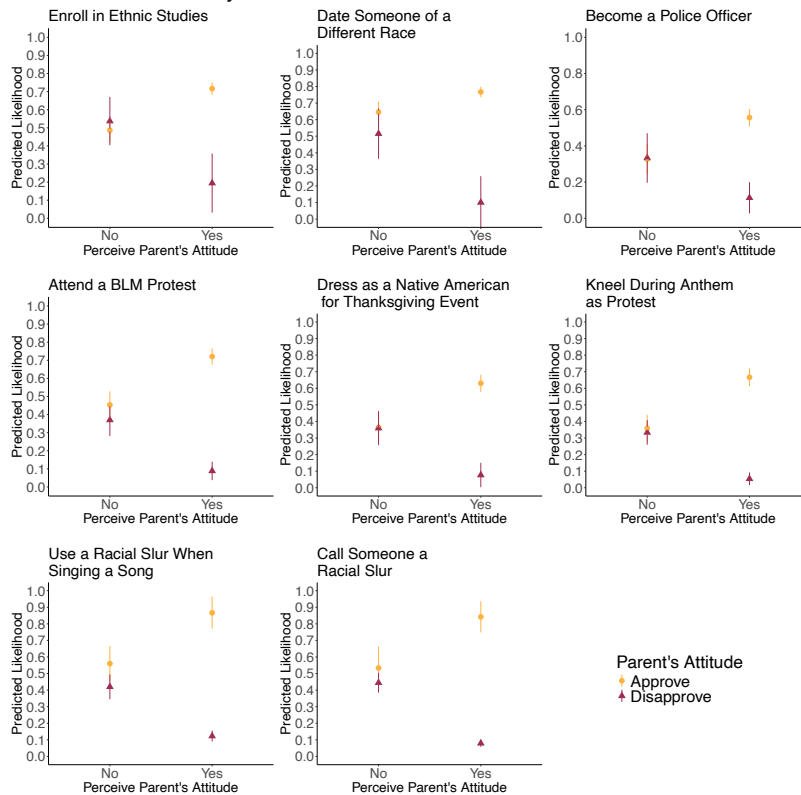 Enroll in Ethnic Studies
1.0
0.9
0.8
0.7
0.6
0.5
0.4
0.3
0.2
0.1
0.0
Predicted Likelihood
No
Yes
Perceive Parent's Attitude
Date Someone of a
Different Race
1.0
0.9
0.8
0.7
0.6
0.5
0.4
0.3
0.2
0.1
0.0
Predicted Likelihood
No
Yes
Perceive Parent's Attitude
Become a Police Officer
1.0
0.8
0.6
0.4
0.2
0.0
Predicted Likelihood
No
Yes
Perceive Parent's Attitude
Attend a BLM Protest
1.0
0.9
0.8
0.7
0.6
0.5
0.4
0.3
0.2
0.1
0.0
Predicted Likelihood
No
Yes
Perceive Parent's Attitude
Dress as a Native American
for Thanksgiving Event
1.0
0.9
0.8
0.7
0.6
0.5
0.4
0.3
0.2
0.1
0.0
Predicted Likelihood
No
Yes
Perceive Parent's Attitude
Kneel During Anthem
as Protest
1.0
0.9
0.8
0.7
0.6
0.5
0.4
0.3
0.2
0.1
0.0
Predicted Likelihood
No
Yes
Perceive Parent's Attitude
Use a Racial Slur When
Singing a Song
1.0
0.9
0.8
0.7
0.6
0.5
0.4
0.3
0.2
0.1
0.0
Predicted Likelihood
No
Yes
Perceive Parent's Attitude
Call Someone a
Racial Slur
1.0
0.9
0.8
0.7
0.6
0.5
0.4
0.3
0.2
0.1
0.0
Predicted Likelihood
No
Yes
Perceive Parent's Attitude
Parent's Attitude
Approve
Disapprove